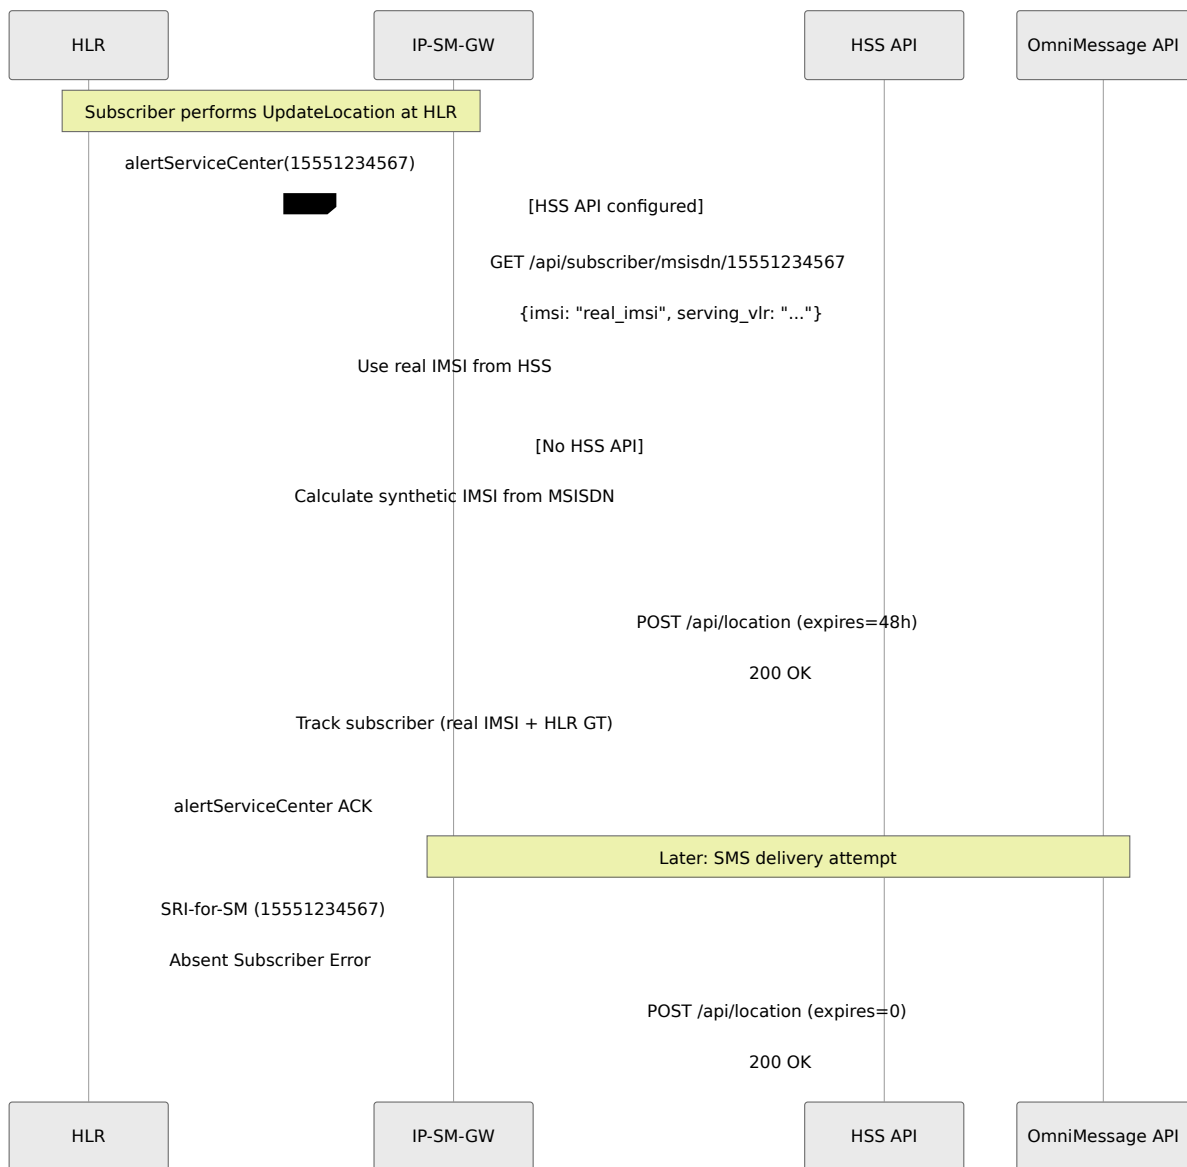 HLR
IP-SM-GW
HSS API
OmniMessage API
Subscriber performs UpdateLocation at HLR
alertServiceCenter(15551234567)
[HSS API configured]
GET /api/subscriber/msisdn/15551234567
{imsi: "real_imsi", serving_vlr: "..."}
Use real IMSI from HSS
[No HSS API]
Calculate synthetic IMSI from MSISDN
POST /api/location (expires=48h)
200 OK
Track subscriber (real IMSI + HLR GT)
alertServiceCenter ACK
Later: SMS delivery attempt
SRI-for-SM (15551234567)
Absent Subscriber Error
POST /api/location (expires=0)
200 OK
HLR
IP-SM-GW
HSS API
OmniMessage API